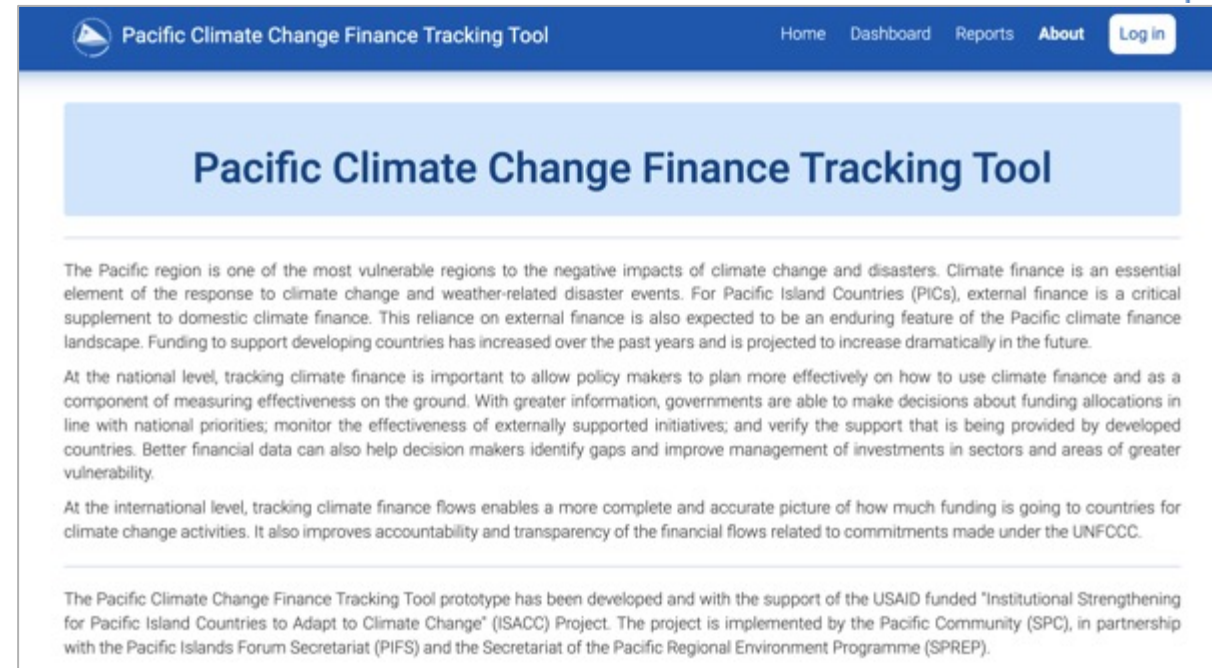 Pacific Climate Change Finance Tracking Tool
Home Dashboard Reports About Log in
Pacific Climate Change Finance Tracking Tool
The Pacific region is one of the most vulnerable regions to the negative impacts of climate change and disasters. Climate finance is an essential
element of the response to climate change and weather-related disaster events. For Pacific Island Countries (PICs), external finance is a critical
supplement to domestic climate finance. This reliance on external finance is also expected to be an enduring feature of the Pacific climate finance
landscape. Funding to support developing countries has increased over the past years and is projected to increase dramatically in the future.
At the national level, tracking climate finance is important to allow policy makers to plan more effectively on how to use climate finance and as a
component of measuring effectiveness on the ground. With greater information, governments are able to make decisions about funding allocations in
line with national priorities; monitor the effectiveness of externally supported initiatives; and verify the support that is being provided by developed
countries. Better financial data can also help decision makers identify gaps and improve management of investments in sectors and areas of greater
vulnerability.
At the international level, tracking climate finance flows enables a more complete and accurate picture of how much funding is going to countries for
climate change activities. It also improves accountability and transparency of the financial flows related to commitments made under the UNFCCC.
The Pacific Climate Change Finance Tracking Tool prototype has been developed and with the support of the USAID funded "Institutional Strengthening
for Pacific Island Countries to Adapt to Climate Change" (ISACC) Project. The project is implemented by the Pacific Community (SPC), in partnership
with the Pacific Islands Forum Secretariat (PIFS) and the Secretariat of the Pacific Regional Environment Programme (SPREP).